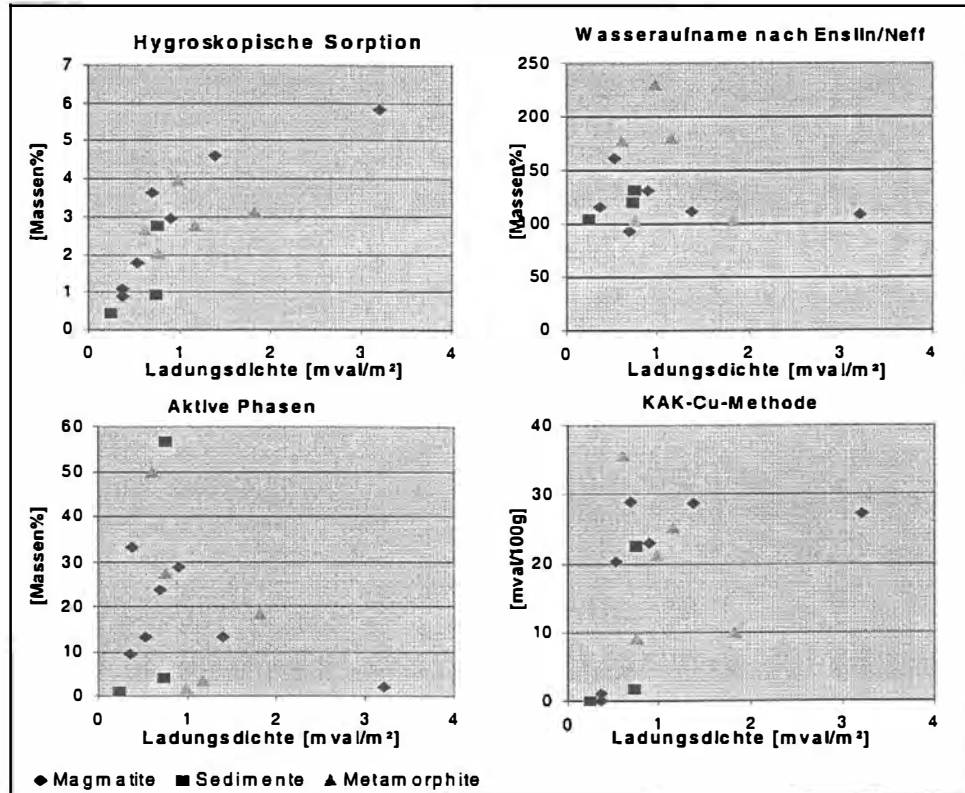 Hygroskopische Sorption
[Massen%]
7
6
5
4
3
2
1
0
0 1 2 3 4
Ladungsdichte [mval/m²]
Wasseraufname nach Enslin/Neff
[Massen%]
250
200
150
100
50
0
0 1 2 3 4
Ladungsdichte [mval/m²]
Aktive Phasen
[Massen%]
60
50
40
30
20
10
0
0 1 2 3 4
Ladungsdichte [mval/m²]
KAK-Cu-Methode
[mval/100g]
40
30
20
10
0
0 1 2 3 4
Ladungsdichte [mval/m²]
Magmatite Sedimente Metamorphite